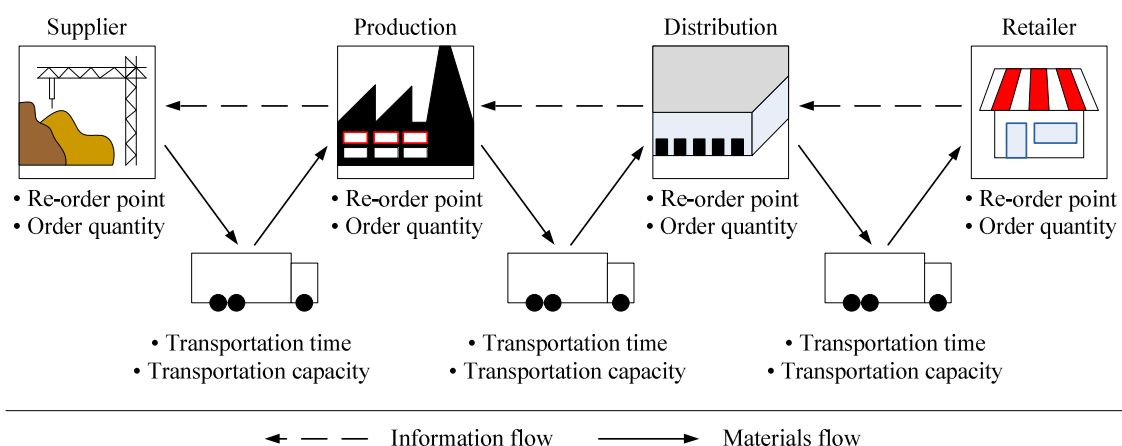 Supplier
Production
Distribution
Retailer
• Re-order point
• Order quantity
• Re-order point
• Order quantity
• Re-order point
• Order quantity
• Re-order point
• Order quantity
• Transportation time
• Transportation capacity
• Transportation time
• Transportation capacity
• Transportation time
• Transportation capacity
Information flow
Materials flow